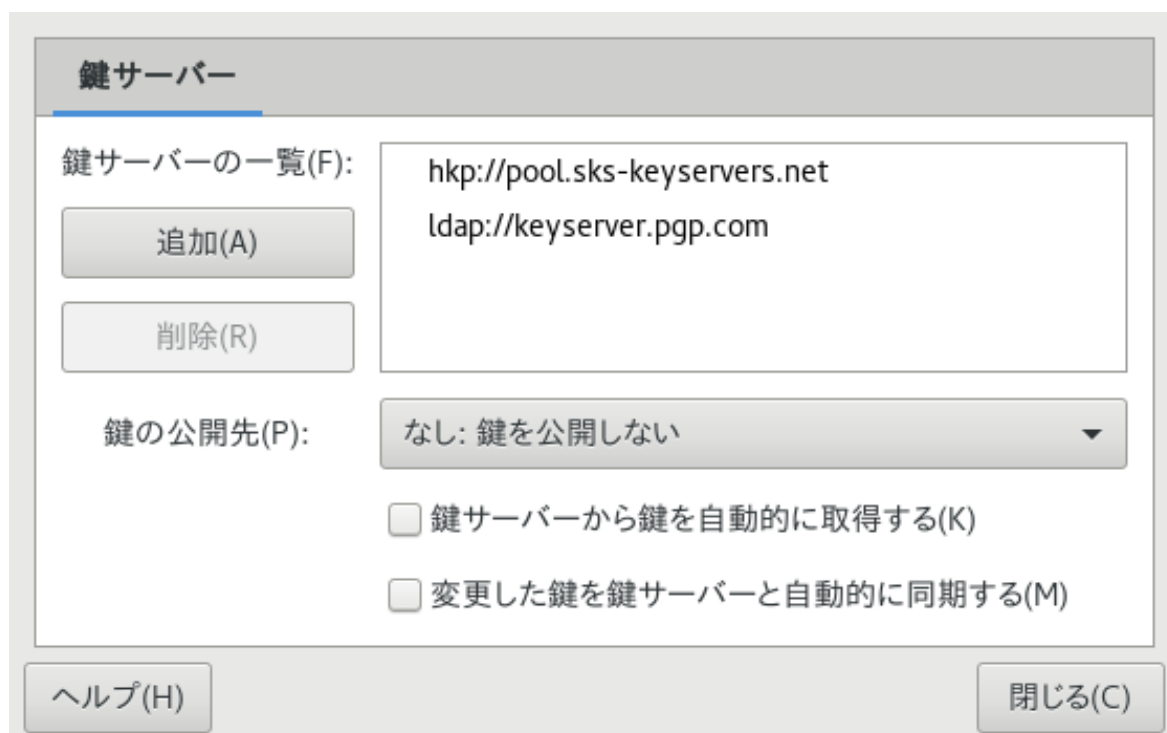 鍵サーバー
鍵サーバーの一覧(F):
hkp://pool.sks-keyservers.net
ldap://keyserver.pgp.com
追加(A)
削除(R)
鍵の公開先(P):
なし: 鍵を公開しない
鍵サーバーから鍵を自動的に取得する(K)
変更した鍵を鍵サーバーと自動的に同期する(M)
ヘルプ(H)
閉じる(C)